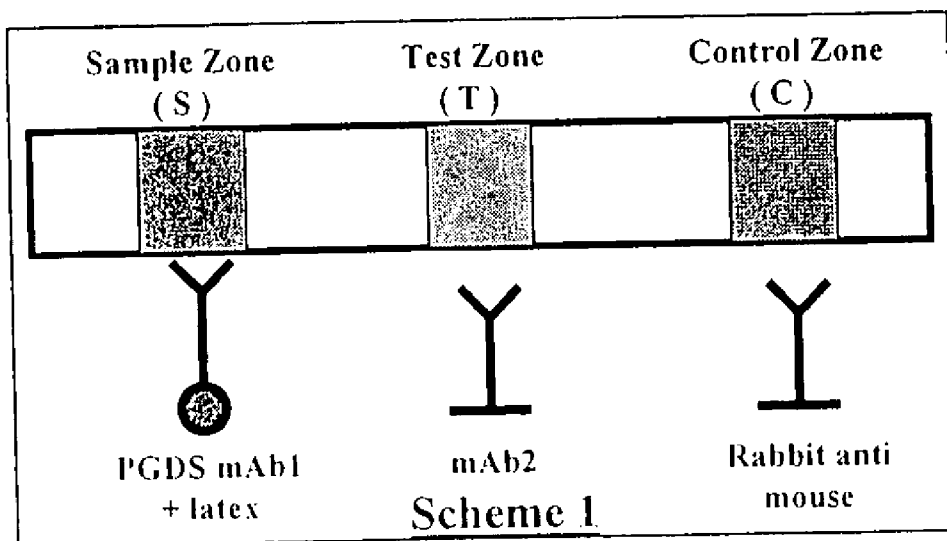 Sample Zone
( S )
Test Zone
( T )
Control Zone
( C )
PGDS mAb1
+ latex
mAb2
Rabbit anti
mouse
Scheme 1